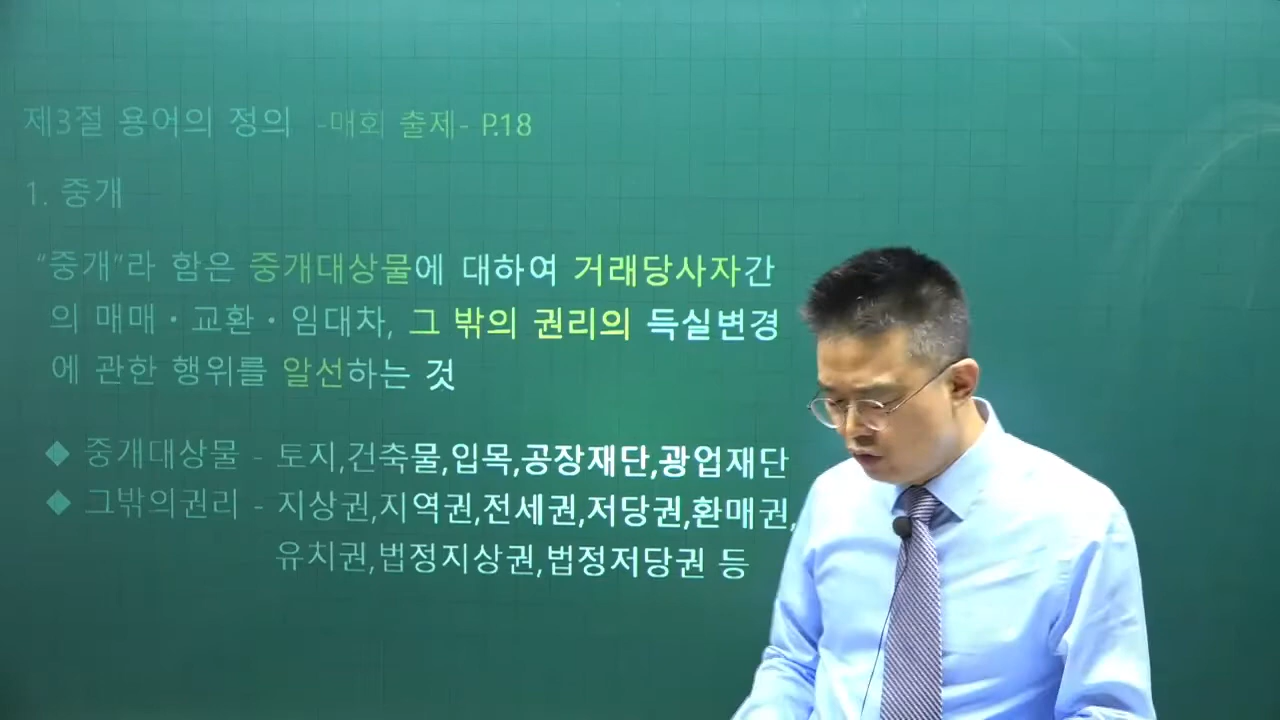 제3절 용어의 정의 -매회 출제- P.18
1. 중개
“중개”라 함은 중개대상물에 대하여 거래당사자간
의 매매・교환・임대차, 그 밖의 권리의 득실변경
에 관한 행위를 알선하는 것
◆ 중개대상물 - 토지,건축물,입목,공장재단,광업재단
◆ 그밖의권리 - 지상권,지역권,전세권,저당권,환매권,
유치권,법정지상권,법정저당권 등